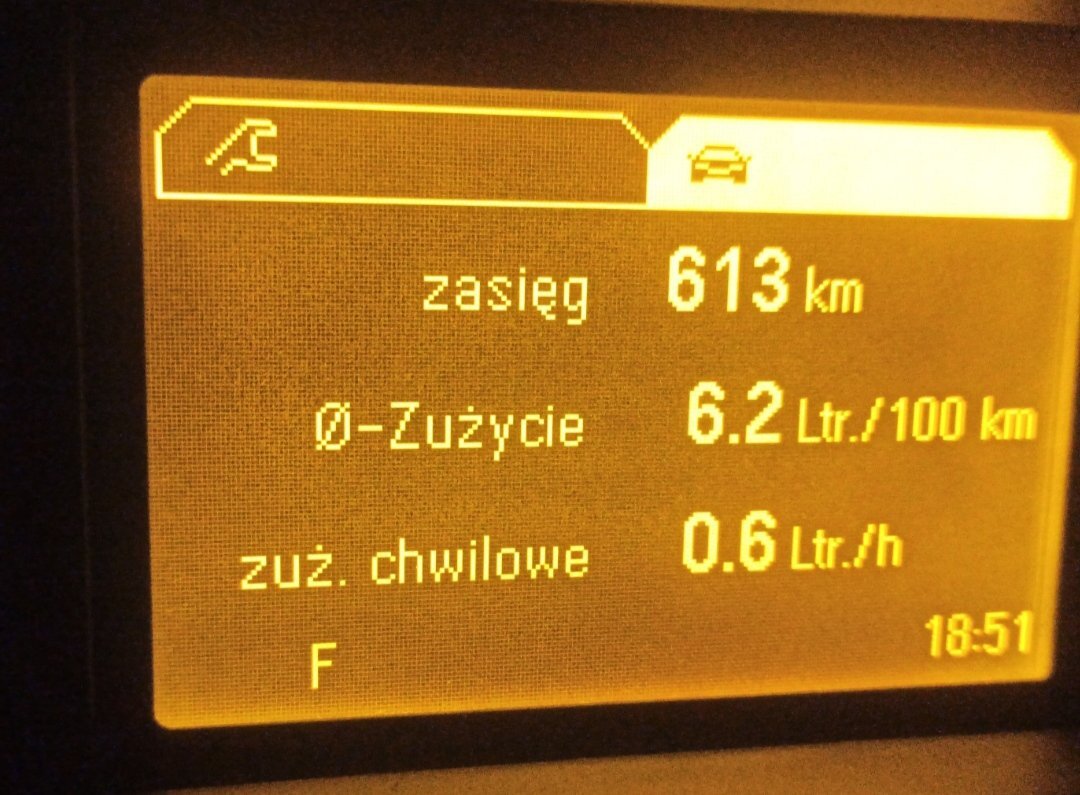 zasięg 613 km
Ø-Zużycie 6.2 Ltr./100 km
zuż. chwilowe 0.6 Ltr./h
F 18:51